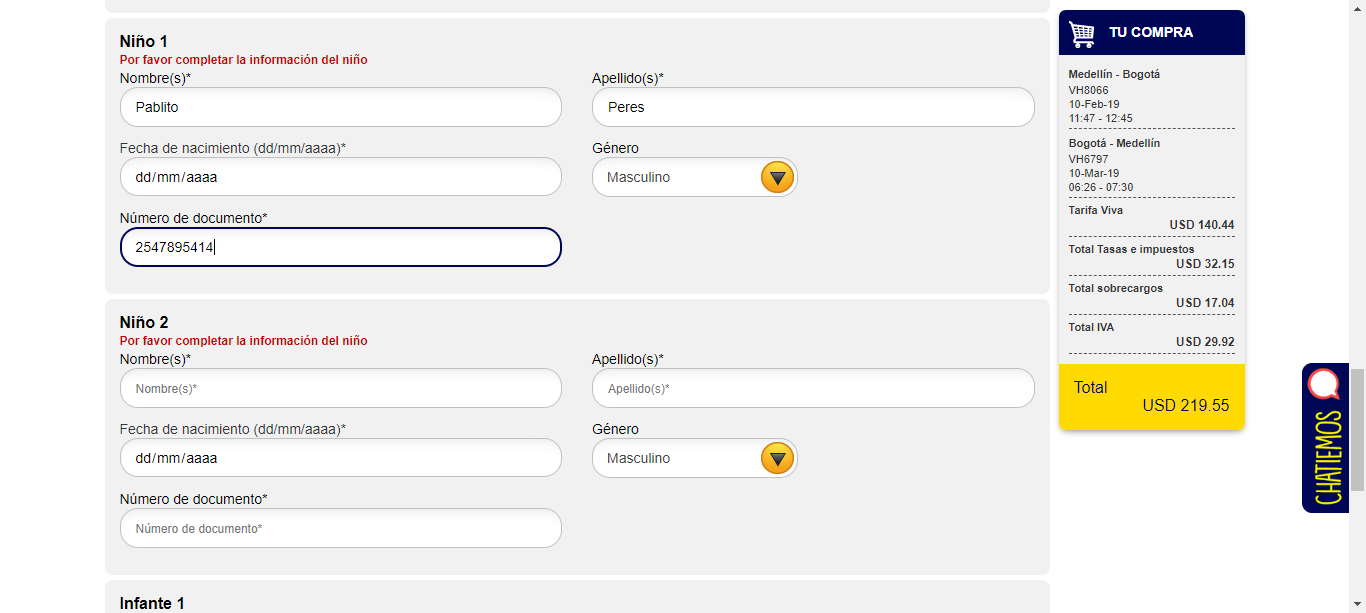 Niño 1
Por favor completar la información del niño
Nombre(s)*
Apellido(s)*
Pablito
Peres
Fecha de nacimiento (dd/mm/aaaa)*
Género
dd/mm/aaaa
Masculino
Número de documento*
2547895414
Niño 2
Por favor completar la información del niño
Nombre(s)*
Apellido(s)*
Nombre(s)*
Apellido(s)*
Fecha de nacimiento (dd/mm/aaaa)*
Género
dd/mm/aaaa
Masculino
Número de documento*
Número de documento*
Infante 1
TU COMPRA
Medellín - Bogotá
VH8066
10-Feb-19
11:47 - 12:45
Bogotá - Medellín
VH6797
10-Mar-19
06:26 - 07:30
Tarifa Viva
USD 140.44
Total Tasas e impuestos
USD 32.15
Total sobrecargos
USD 17.04
Total IVA
USD 29.92
Total
USD 219.55
CHATIEMOS